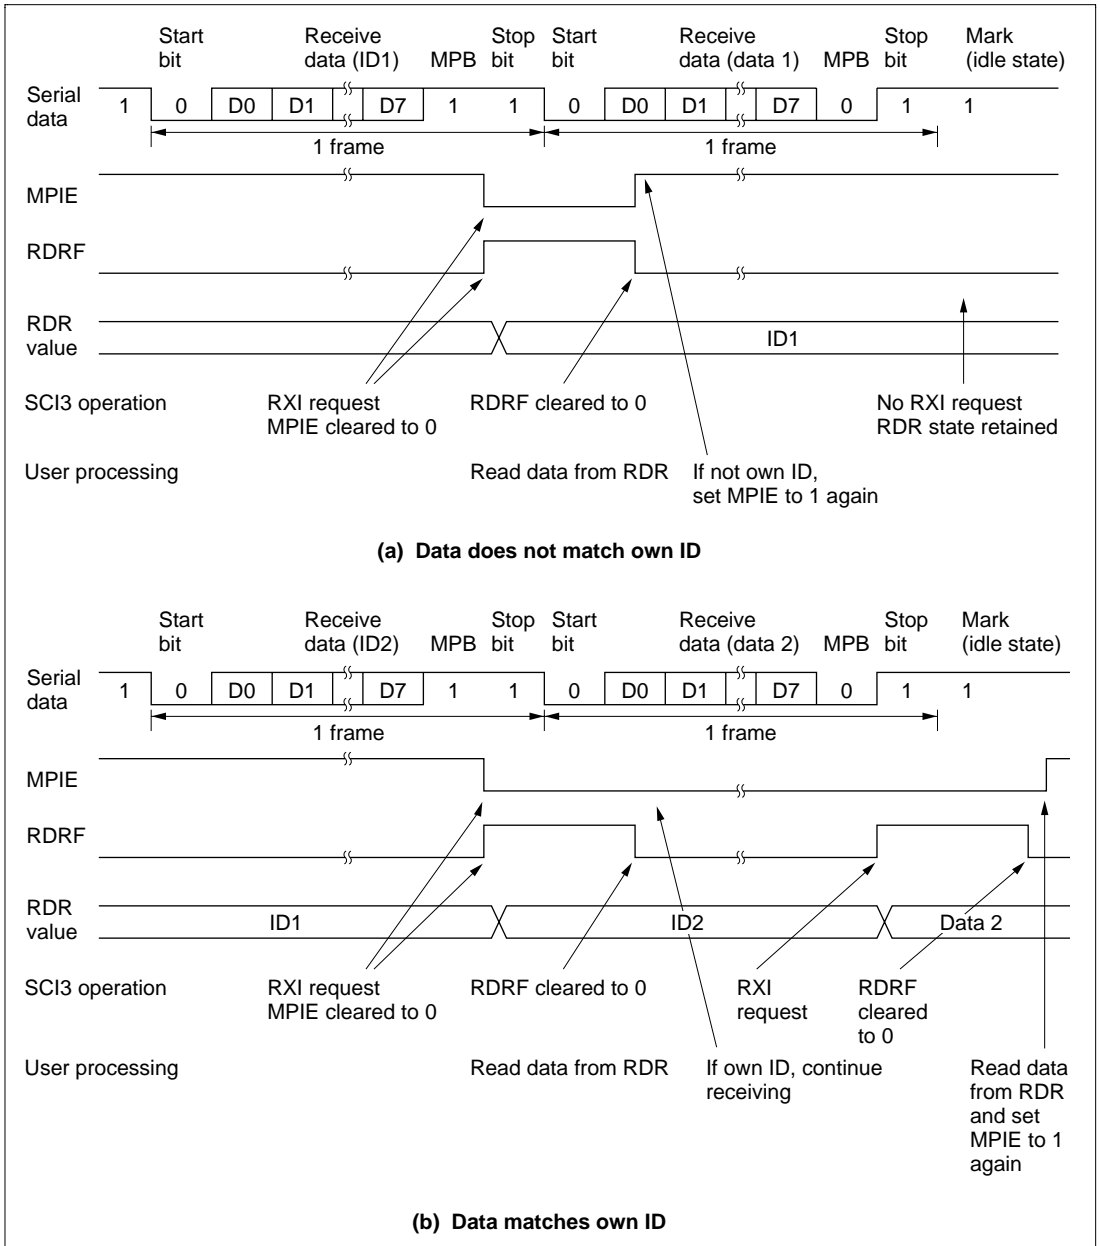 Start Receive Stop Start Receive Stop Mark
bit data (ID1) MPB bit bit data (data 1) MPB bit (idle state)
Serial
data
1 0 D0 D1 D7 1 1 0 D0 D1 D7 0 1 1
1 frame 1 frame
MPIE
RDRF
RDR
value
ID1
SCI3 operation RXI request RDRF cleared to 0 No RXI request
MPIE cleared to 0 RDR state retained
User processing Read data from RDR If not own ID,
set MPIE to 1 again
(a) Data does not match own ID
Start Receive Stop Start Receive Stop Mark
bit data (ID2) MPB bit bit data (data 2) MPB bit (idle state)
Serial
data
1 0 D0 D1 D7 1 1 0 D0 D1 D7 0 1 1
1 frame 1 frame
MPIE
RDRF
RDR
value
ID1 ID2 Data 2
SCI3 operation RXI request RDRF cleared to 0 RXI RDRF
MPIE cleared to 0 request cleared
to 0
User processing Read data from RDR If own ID, continue Read data
receiving from RDR
and set
MPIE to 1
again
(b) Data matches own ID